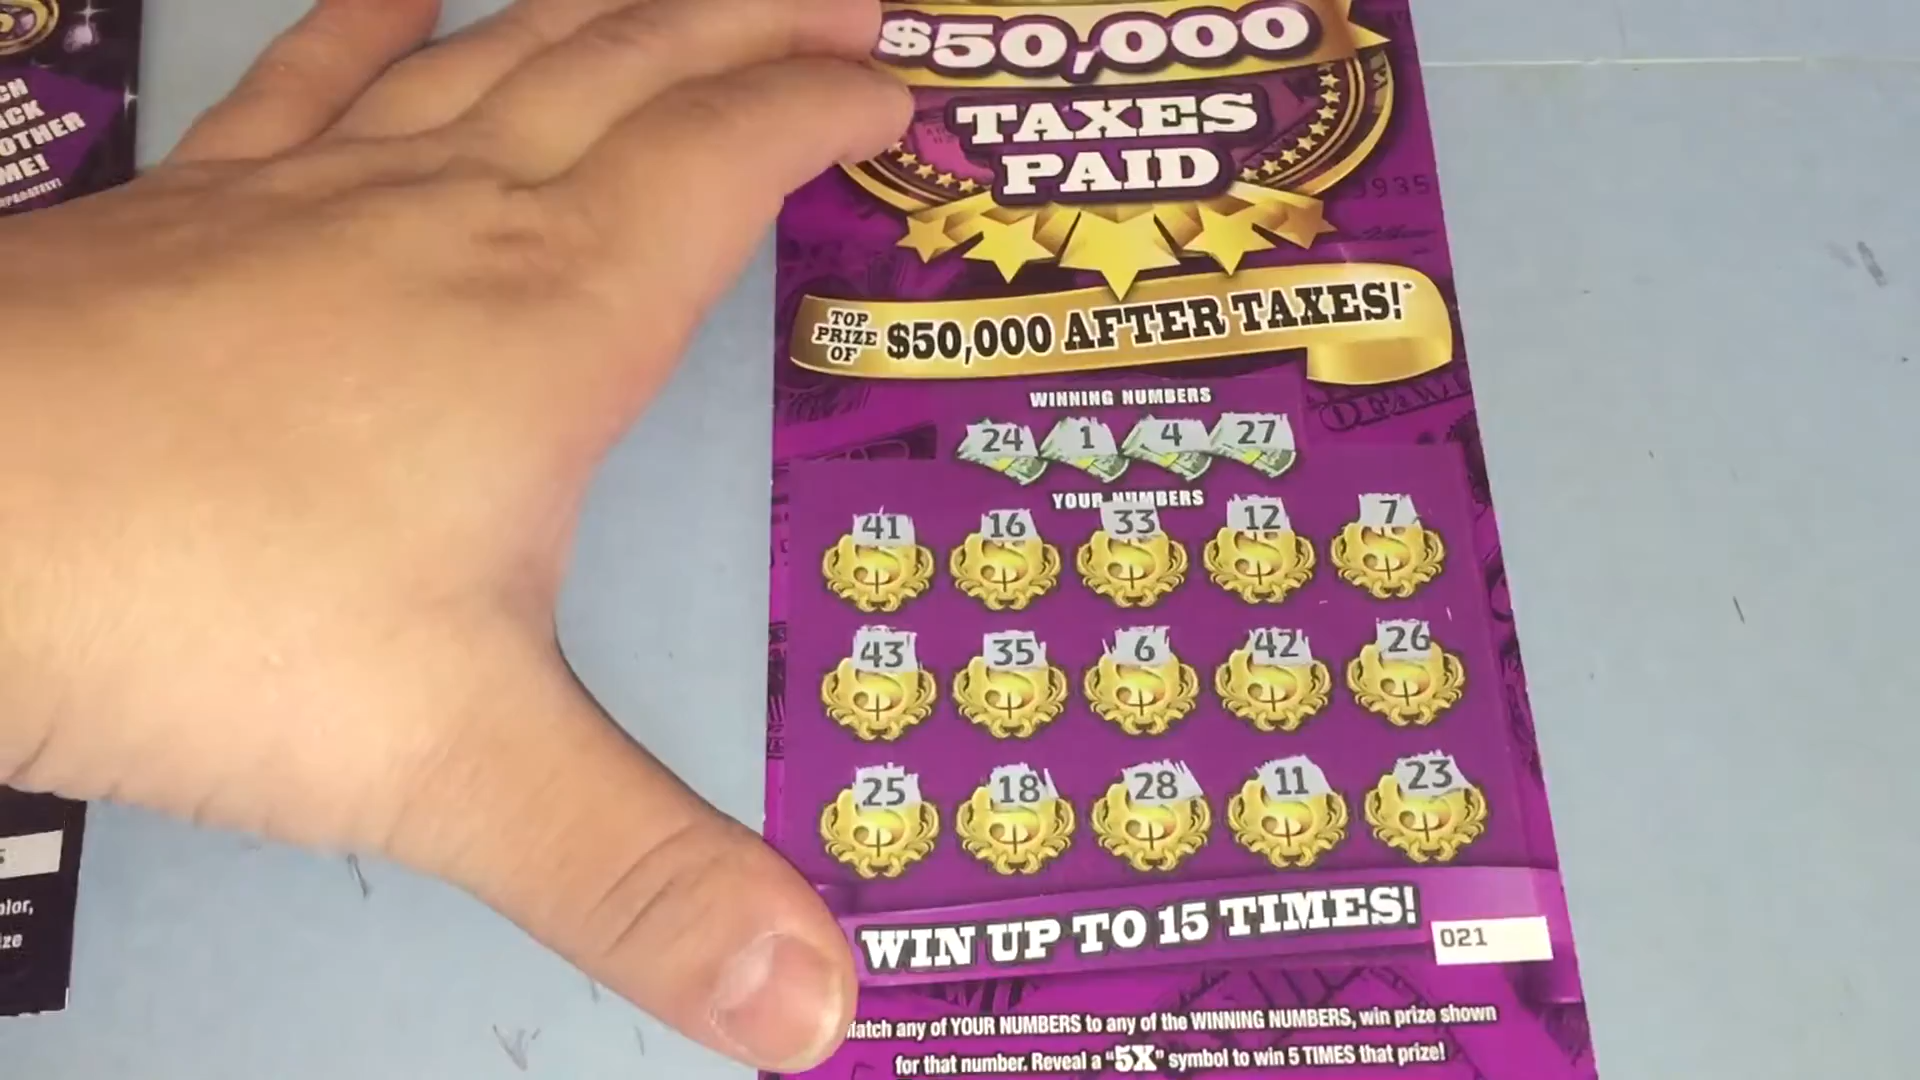 $50,000
TAXES
PAID
TOP
PRIZE
OF
$50,000 AFTER TAXES!*
WINNING NUMBERS
24 1 4 27
YOUR NUMBERS
41 16 33 12 7
43 35 6 42 26
25 18 28 11 23
WIN UP TO 15 TIMES!
021
Match any of YOUR NUMBERS to any of the WINNING NUMBERS, win prize shown
for that number. Reveal a "5X" symbol to win 5 TIMES that prize!
OTHER